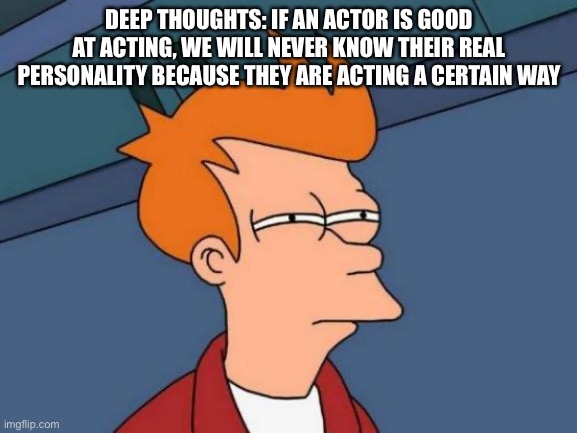 DEEP THOUGHTS: IF AN ACTOR IS GOOD
AT ACTING, WE WILL NEVER KNOW THEIR REAL
PERSONALITY BECAUSE THEY ARE ACTING A CERTAIN WAY
imgflip.com